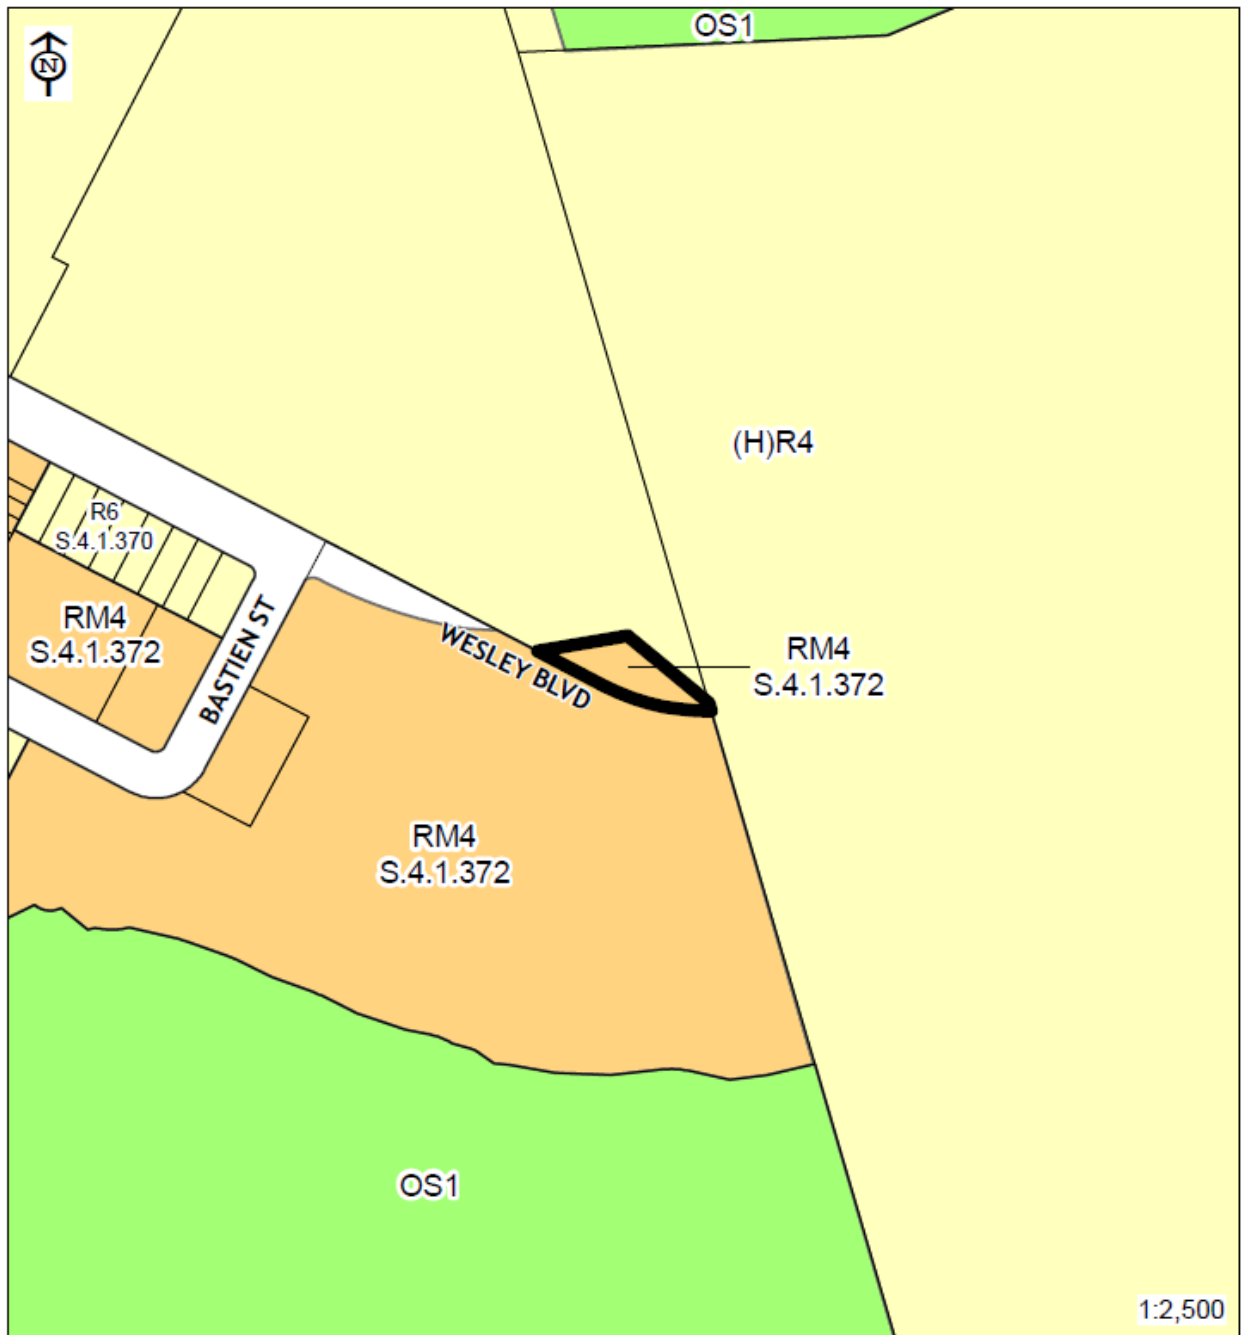 OS1
N
(H)R4
R6
S.4.1.370
RM4
S.4.1.372
BASTIEN ST
WESLEY BLVD
RM4
S.4.1.372
RM4
S.4.1.372
OS1
1:2,500